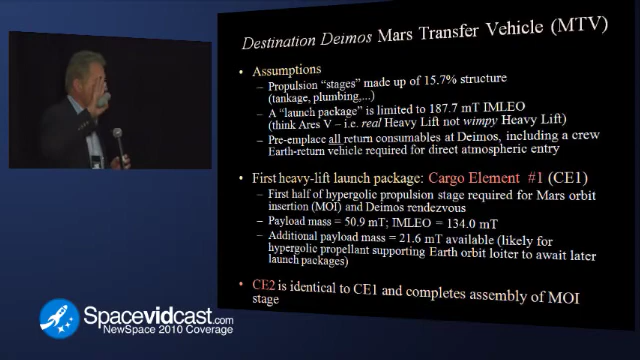 Destination Deimos Mars Transfer Vehicle (MTV)
• Assumptions
– Propulsion “stages” made up of 15.7% structure
(tankage, plumbing,...)
– A “launch package” is limited to 187.7 mT IMLEO
(think Ares V – i.e. real Heavy Lift not wimpy Heavy Lift)
– Pre-emplace all return consumables at Deimos, including a crew
Earth-return vehicle required for direct atmospheric entry
• First heavy-lift launch package: Cargo Element #1 (CE1)
– First half of hypergolic propulsion stage required for Mars orbit
insertion (MOI) and Deimos rendezvous
– Payload mass = 50.9 mT; IMLEO = 134.0 mT
– Additional payload mass = 21.6 mT available (likely for
hypergolic propellant supporting Earth orbit loiter to await later
launch packages)
• CE2 is identical to CE1 and completes assembly of MOI
stage
Spacevidcast.com
NewSpace 2010 Coverage